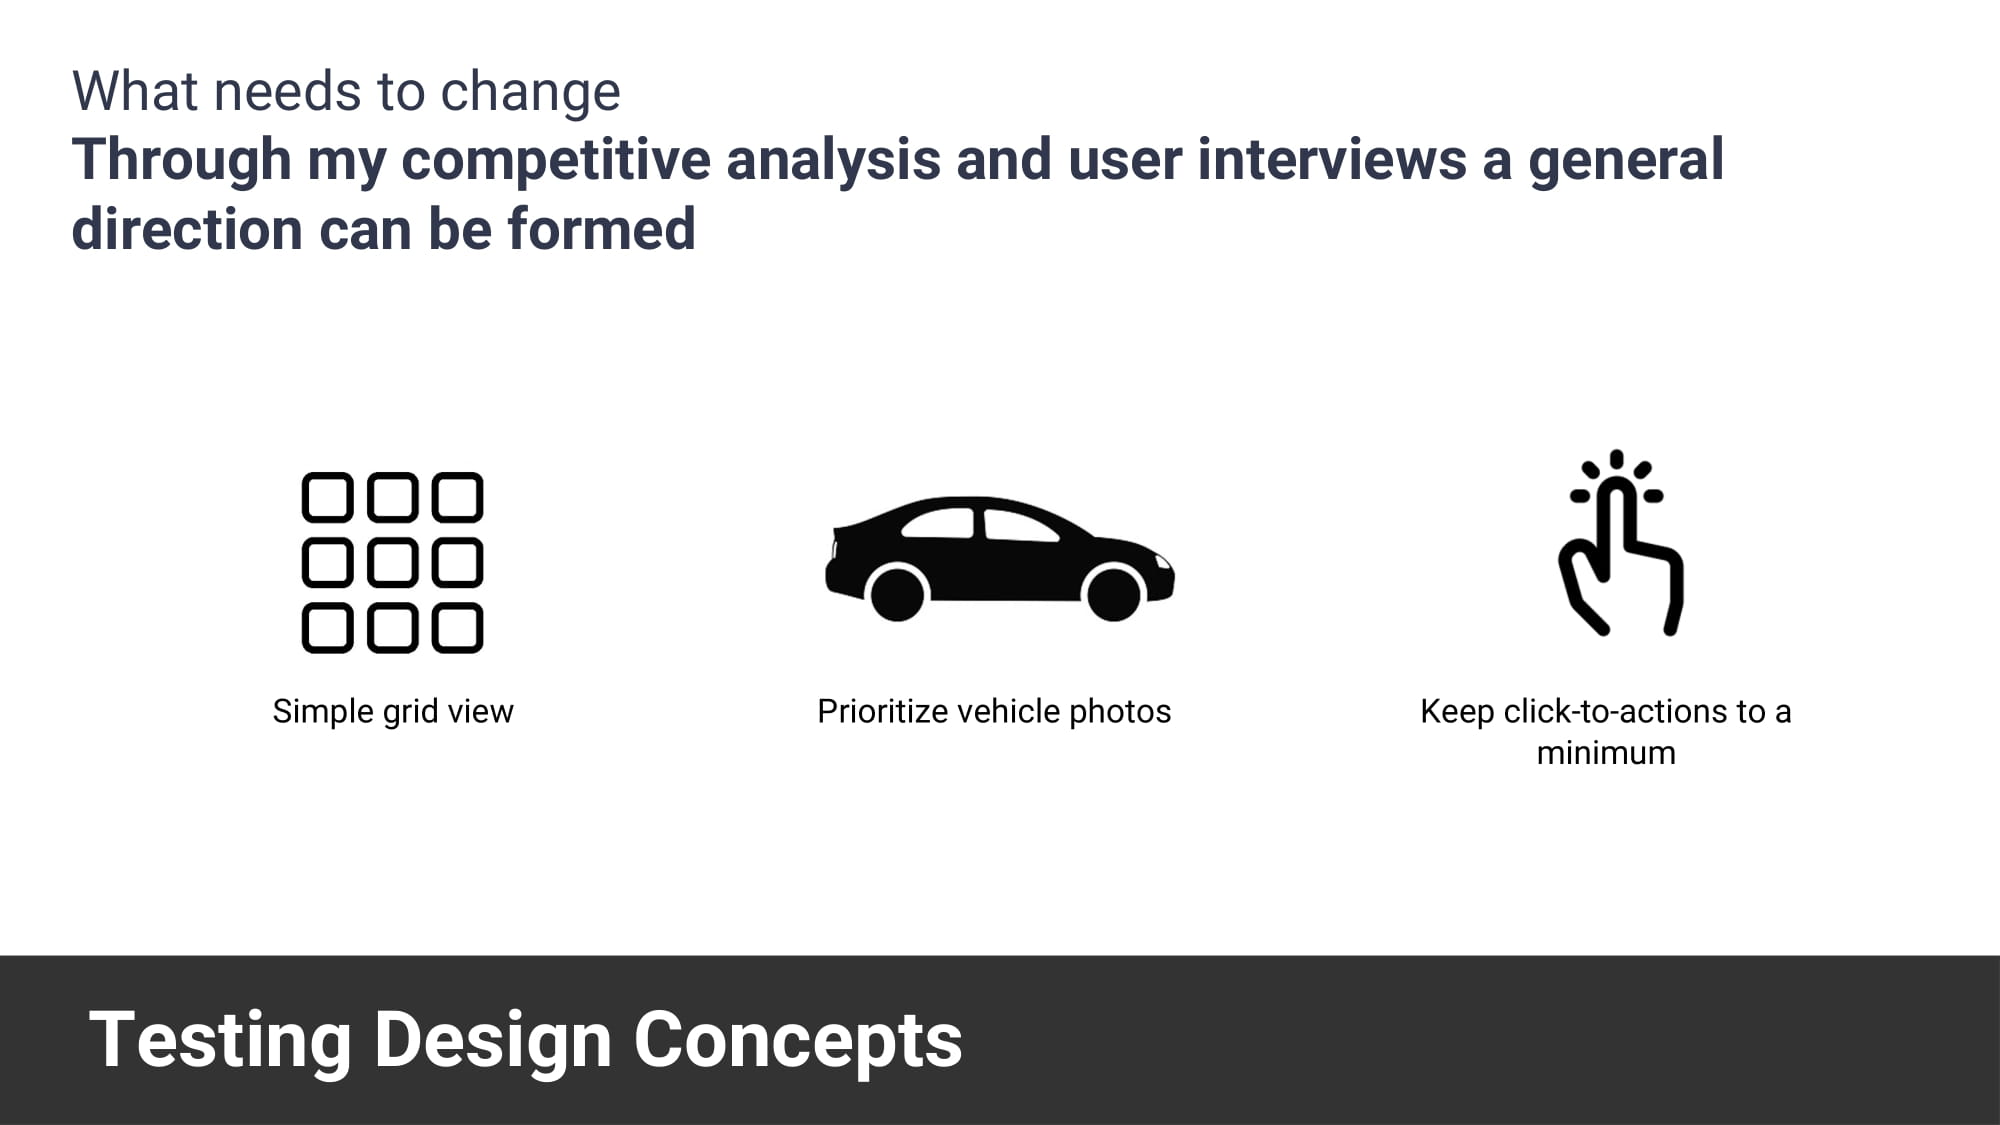 What needs to change
Through my competitive analysis and user interviews a general
direction can be formed
Simple grid view
Prioritize vehicle photos
Keep click-to-actions to a
minimum
Testing Design Concepts